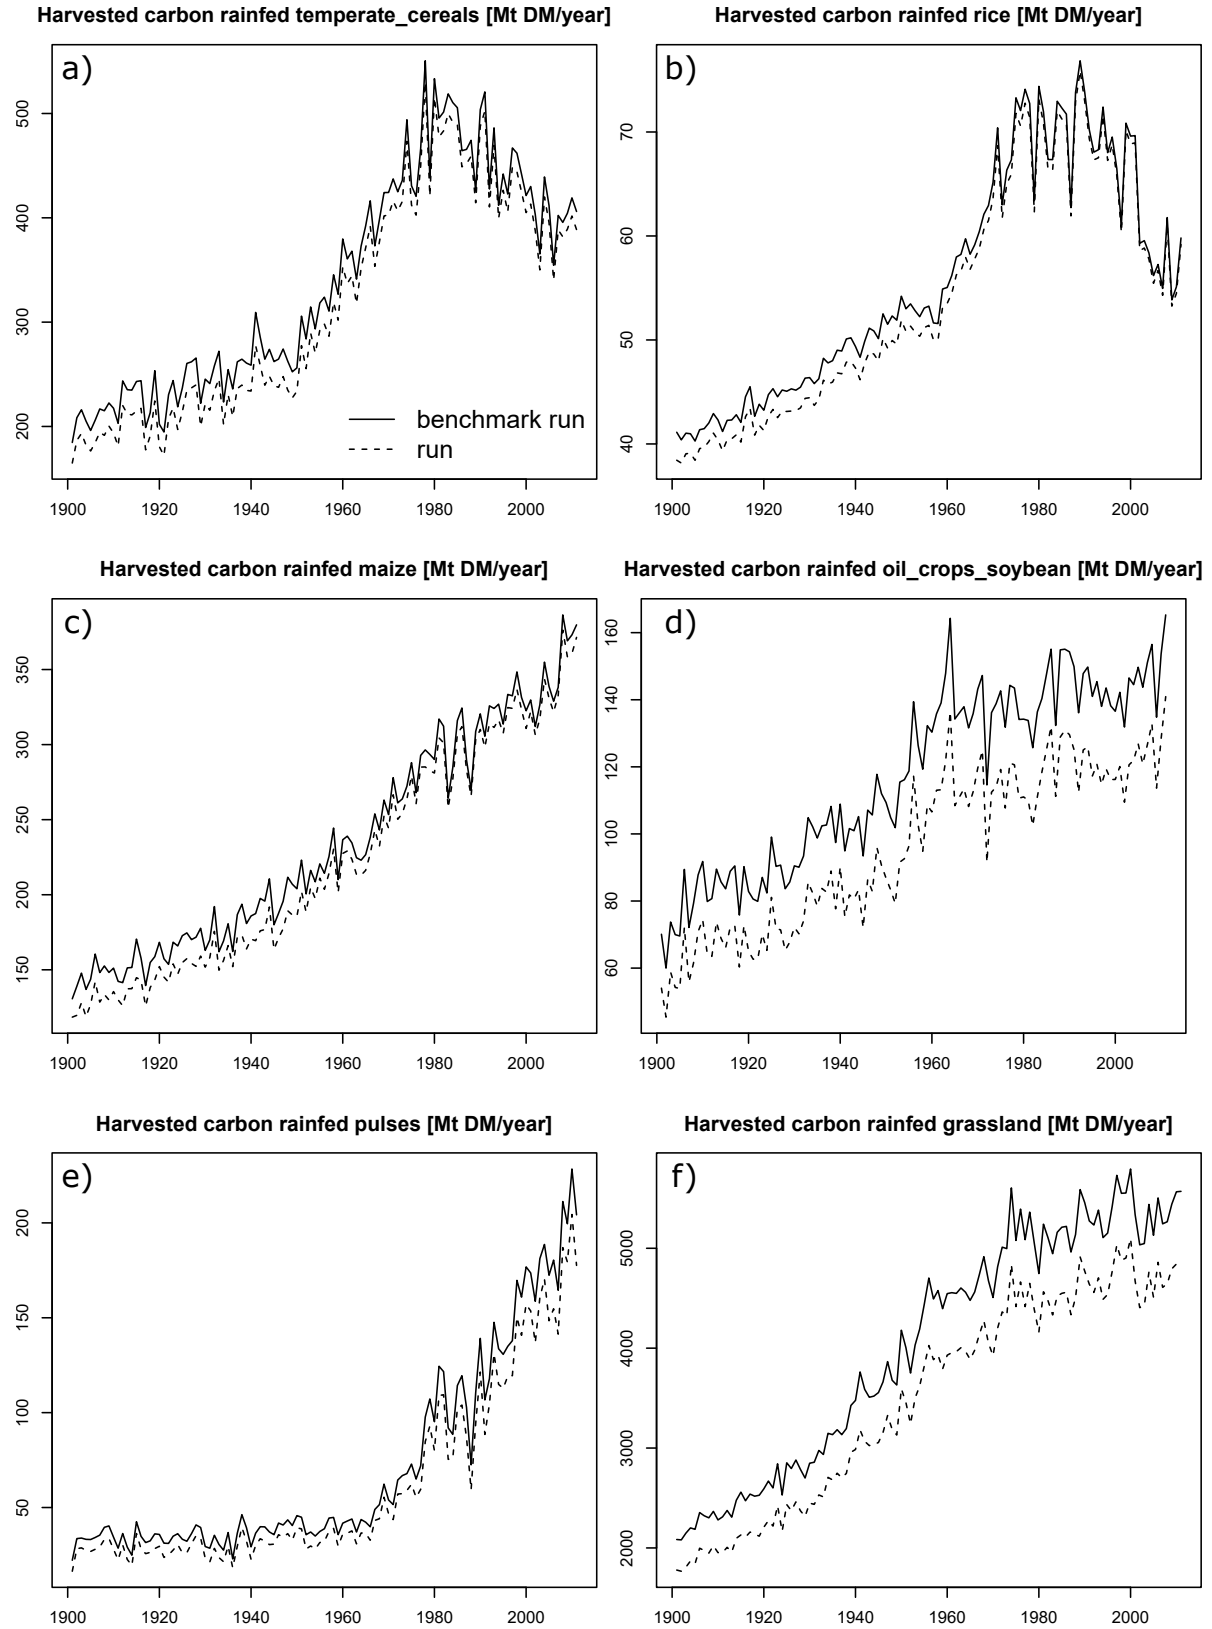 Harvested carbon rainfed temperate_cereals [Mt DM/year]
a)
500
400
300
200
benchmark run
run
1900 1920 1940 1960 1980 2000
Harvested carbon rainfed rice [Mt DM/year]
b)
70
60
50
40
1900 1920 1940 1960 1980 2000
Harvested carbon rainfed maize [Mt DM/year]
c)
350
300
250
200
150
1900 1920 1940 1960 1980 2000
Harvested carbon rainfed oil_crops_soybean [Mt DM/year]
d)
160
140
120
100
80
60
1900 1920 1940 1960 1980 2000
Harvested carbon rainfed pulses [Mt DM/year]
e)
200
150
100
50
1900 1920 1940 1960 1980 2000
Harvested carbon rainfed grassland [Mt DM/year]
f)
5000
4000
3000
2000
1900 1920 1940 1960 1980 2000